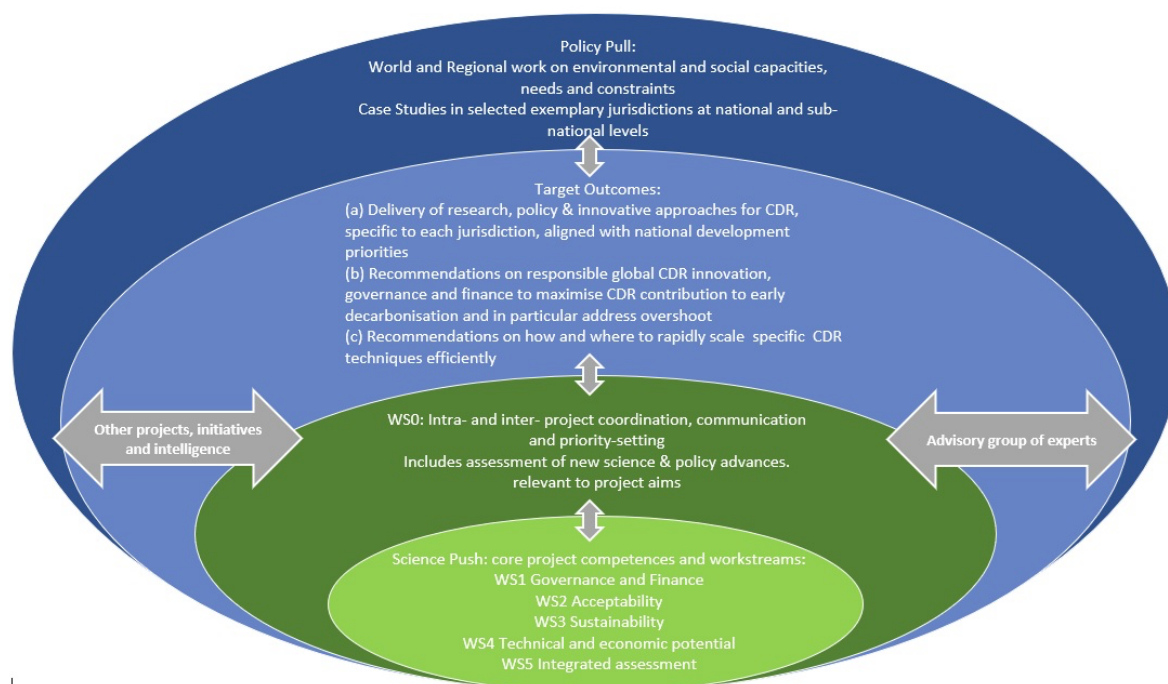 Policy Pull:
World and Regional work on environmental and social capacities,
needs and constraints
Case Studies in selected exemplary jurisdictions at national and sub-
national levels
Target Outcomes:
(a) Delivery of research, policy & innovative approaches for CDR,
specific to each jurisdiction, aligned with national development
priorities
(b) Recommendations on responsible global CDR innovation,
governance and finance to maximise CDR contribution to early
decarbonisation and in particular address overshoot
(c) Recommendations on how and where to rapidly scale specific CDR
techniques efficiently
Other projects, initiatives
and intelligence
WS0: Intra- and inter- project coordination, communication
and priority-setting
Includes assessment of new science & policy advances.
relevant to project aims
Advisory group of experts
Science Push: core project competences and workstreams:
WS1 Governance and Finance
WS2 Acceptability
WS3 Sustainability
WS4 Technical and economic potential
WS5 Integrated assessment